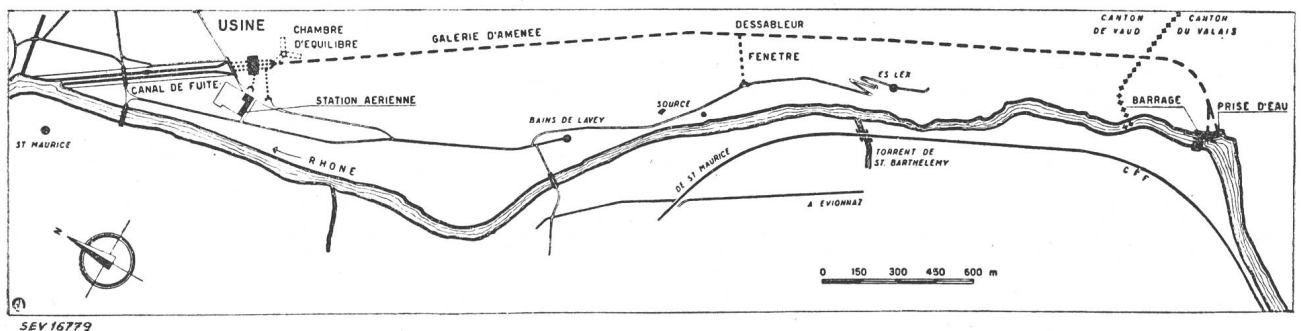 USINE
CHAMBRE
D'EQUILIBRE
GALERIE D'AMENEE
DESSABLEUR
FENETRE
CANTON
DE VAUD
CANTON
DU VALAIS
CANAL DE FUITE
STATION AERIENNE
SOURCE
ES LEX
BARRAGE
PRISE D'EAU
ST MAURICE
BAINS DE LAVEY
RHONE
DE ST MAURICE
TORRENT DE
ST. BARTHELEMY
C F F
A EVIONNAZ
N
0 150 300 450 600 m
SEV 16779